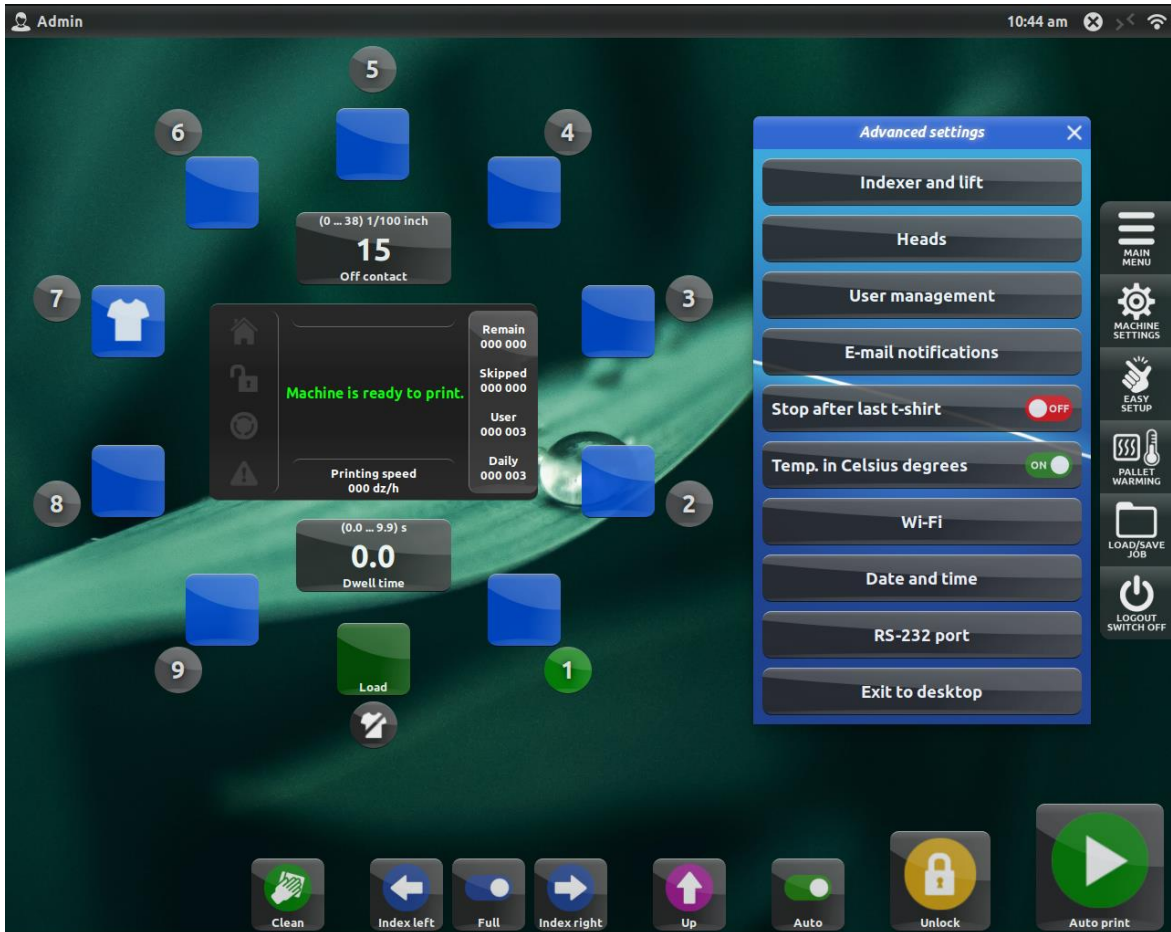 Admin
10:44 am
5
6
4
(0 ... 38) 1/100 inch
15
Off contact
7
3
Machine is ready to print.
Remain
000 000
Skipped
000 000
User
000 003
Daily
000 003
Printing speed
000 dz/h
8
2
(0.0 ... 9.9) s
0.0
Dwell time
9
Load
1
Advanced settings
Indexer and lift
Heads
User management
E-mail notifications
Stop after last t-shirt OFF
Temp. in Celsius degrees ON
Wi-Fi
Date and time
RS-232 port
Exit to desktop
MAIN
MENU
MACHINE
SETTINGS
EASY
SETUP
PALLET
WARMING
LOAD/SAVE
JOB
LOGOUT
SWITCH OFF
Clean
Index left
Full
Index right
Up
Auto
Unlock
Auto print